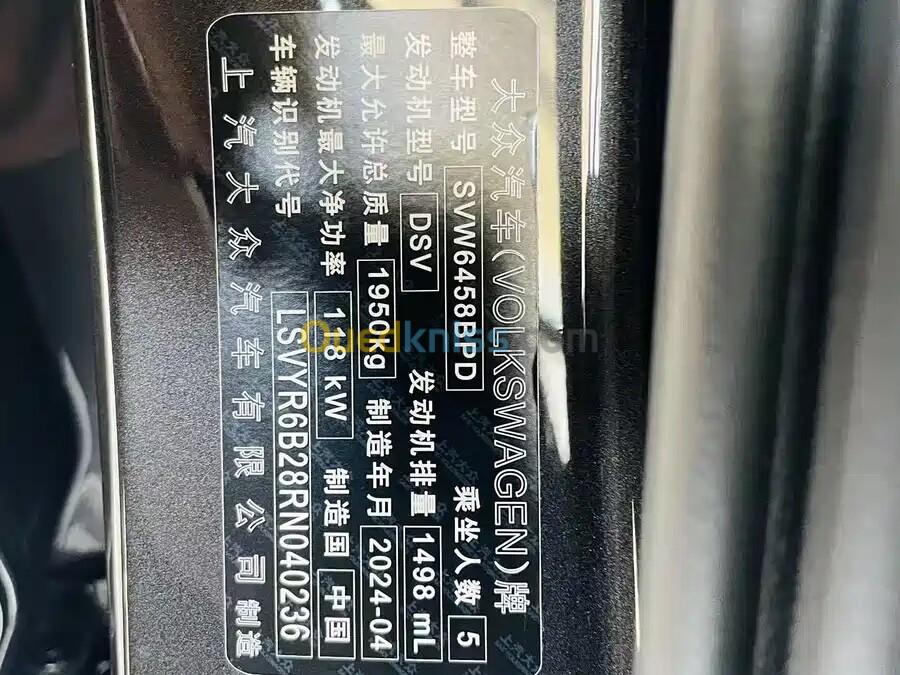 大众汽车(VOLKSWAGEN)牌
整车型号 SVW6458BPD 乘坐人数 5
发动机型号 DSV 发动机排量 1498 mL
最大允许总质量 1950kg 制造年月 2024-04
发动机最大净功率 118 kW 制造国 中国
车辆识别代号 LSVYR6B28RN040236
上汽大众汽车有限公司制造
Ouedkniss.com